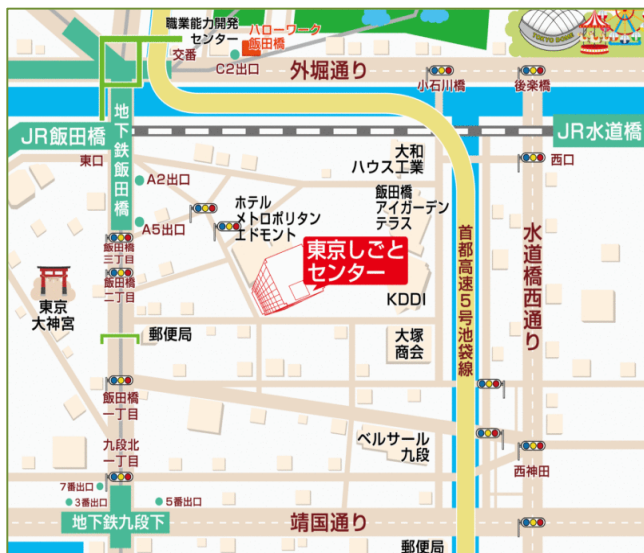 職業能力開発
センター
ハローワーク
飯田橋
交番
C2出口
TOKYO DOME
外堀通り
小石川橋
後楽橋
JR飯田橋
地下鉄飯田橋
JR水道橋
東口
西口
A2出口
A5出口
大和
ハウス工業
ホテル
メトロポリタン
エドモント
飯田橋
アイガーデン
テラス
首都高速5号池袋線
水道橋西通り
飯田橋
三丁目
飯田橋
二丁目
東京しごと
センター
東京
大神宮
KDDI
郵便局
大塚
商会
飯田橋
一丁目
九段北
一丁目
ベルサール
九段
西神田
7番出口
3番出口
5番出口
地下鉄九段下
靖国通り
郵便局